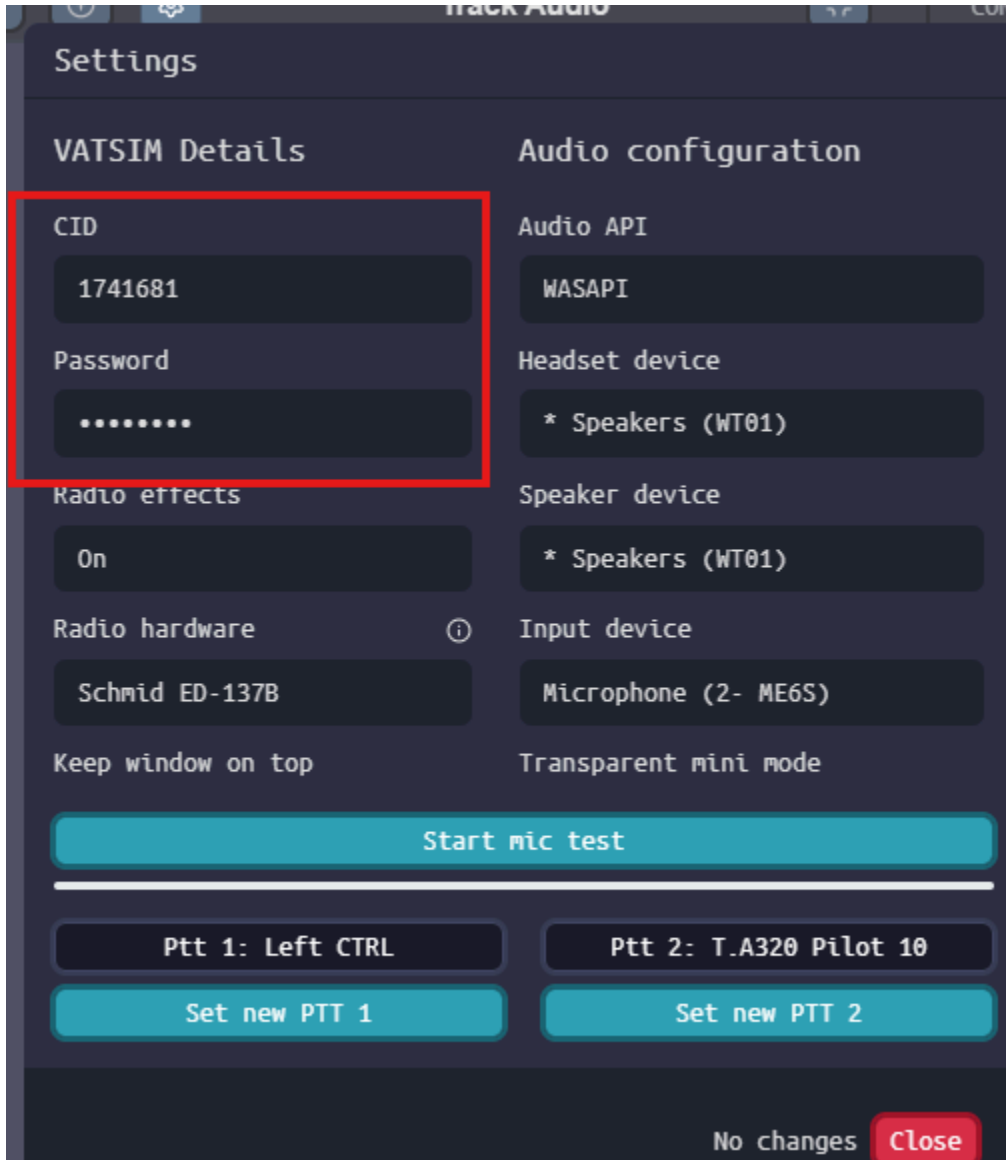 Track Audio
Settings
VATSIM Details
Audio configuration
CID
Audio API
1741681
WASAPI
Password
Headset device
••••••••
* Speakers (WT01)
Radio effects
Speaker device
On
* Speakers (WT01)
Radio hardware
Input device
Schmid ED-137B
Microphone (2- ME6S)
Keep window on top
Transparent mini mode
Start mic test
Ptt 1: Left CTRL
Ptt 2: T.A320 Pilot 10
Set new PTT 1
Set new PTT 2
No changes
Close